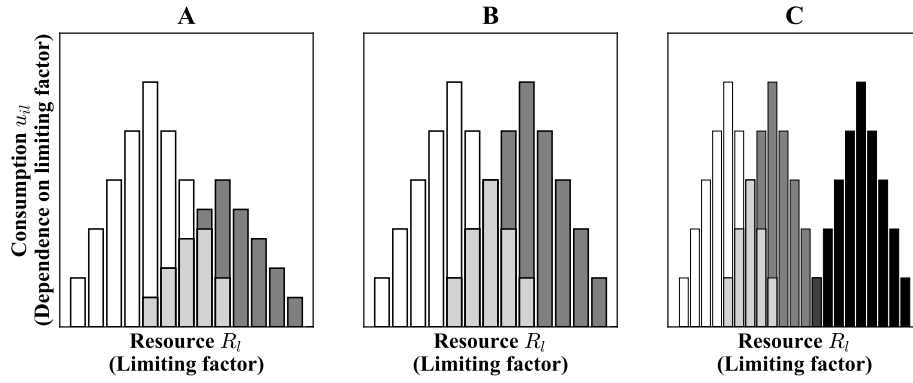 A
B
C
Consumption $u_{il}$
(Dependence on limiting factor)
Resource $R_l$
(Limiting factor)
Resource $R_l$
(Limiting factor)
Resource $R_l$
(Limiting factor)